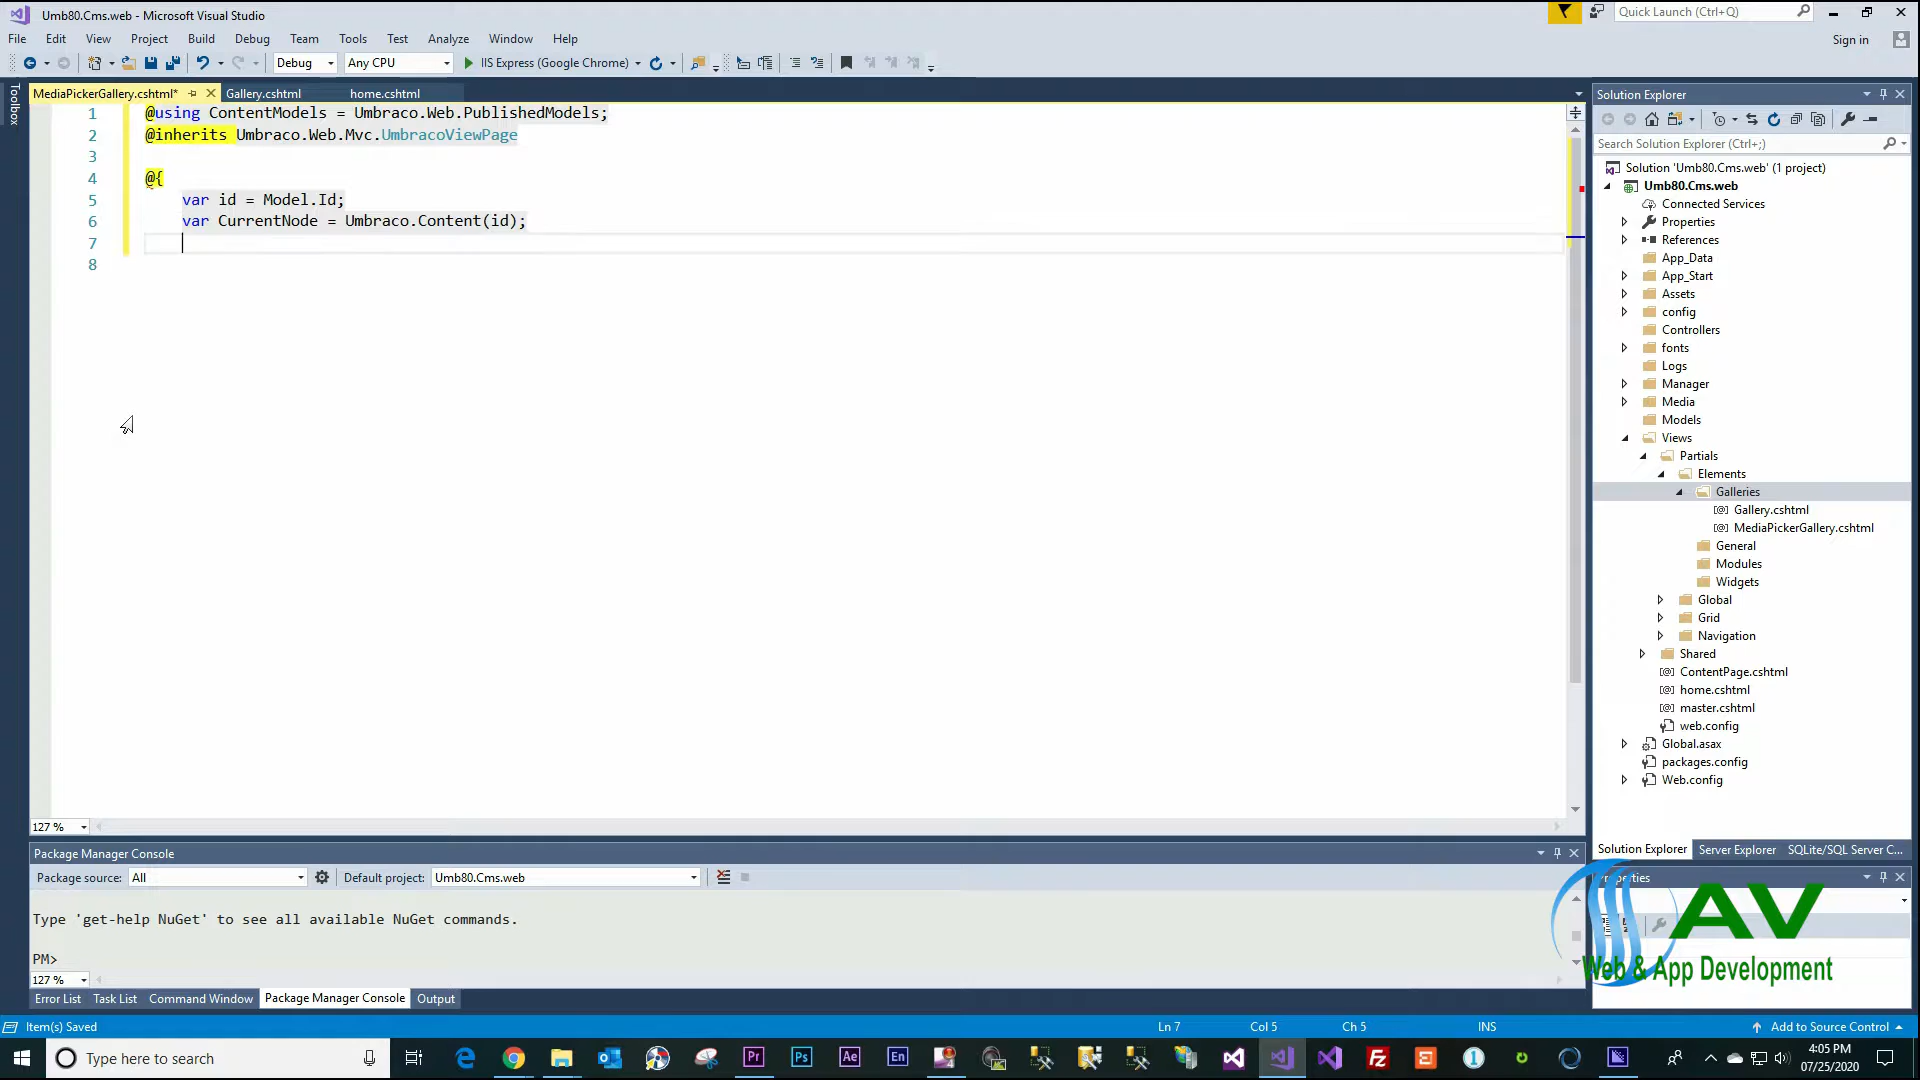 Umb80.Cms.web - Microsoft Visual Studio
Quick Launch (Ctrl+Q)
File Edit View Project Build Debug Team Tools Test Analyze Window Help
Sign in
Debug Any CPU IIS Express (Google Chrome)
Toolbox
MediaPickerGallery.cshtml* Gallery.cshtml home.cshtml
1 @using ContentModels = Umbraco.Web.PublishedModels;
2 @inherits Umbraco.Web.Mvc.UmbracoViewPage
3
4 @{
5 var id = Model.Id;
6 var CurrentNode = Umbraco.Content(id);
7
8
127 %
Solution Explorer
Search Solution Explorer (Ctrl+;)
Solution 'Umb80.Cms.web' (1 project)
Umb80.Cms.web
Connected Services
Properties
References
App_Data
App_Start
Assets
config
Controllers
fonts
Logs
Manager
Media
Models
Views
Partials
Elements
Galleries
Gallery.cshtml
MediaPickerGallery.cshtml
General
Modules
Widgets
Global
Grid
Navigation
Shared
ContentPage.cshtml
home.cshtml
master.cshtml
web.config
Global.asax
packages.config
Web.config
Solution Explorer Server Explorer SQLite/SQL Server C...
Package Manager Console
Package source: All Default project: Umb80.Cms.web
Type 'get-help NuGet' to see all available NuGet commands.
PM>
127 %
AV
Web & App Development
Error List Task List Command Window Package Manager Console Output
Item(s) Saved Ln 7 Col 5 Ch 5 INS Add to Source Control
Type here to search
4:05 PM
07/25/2020